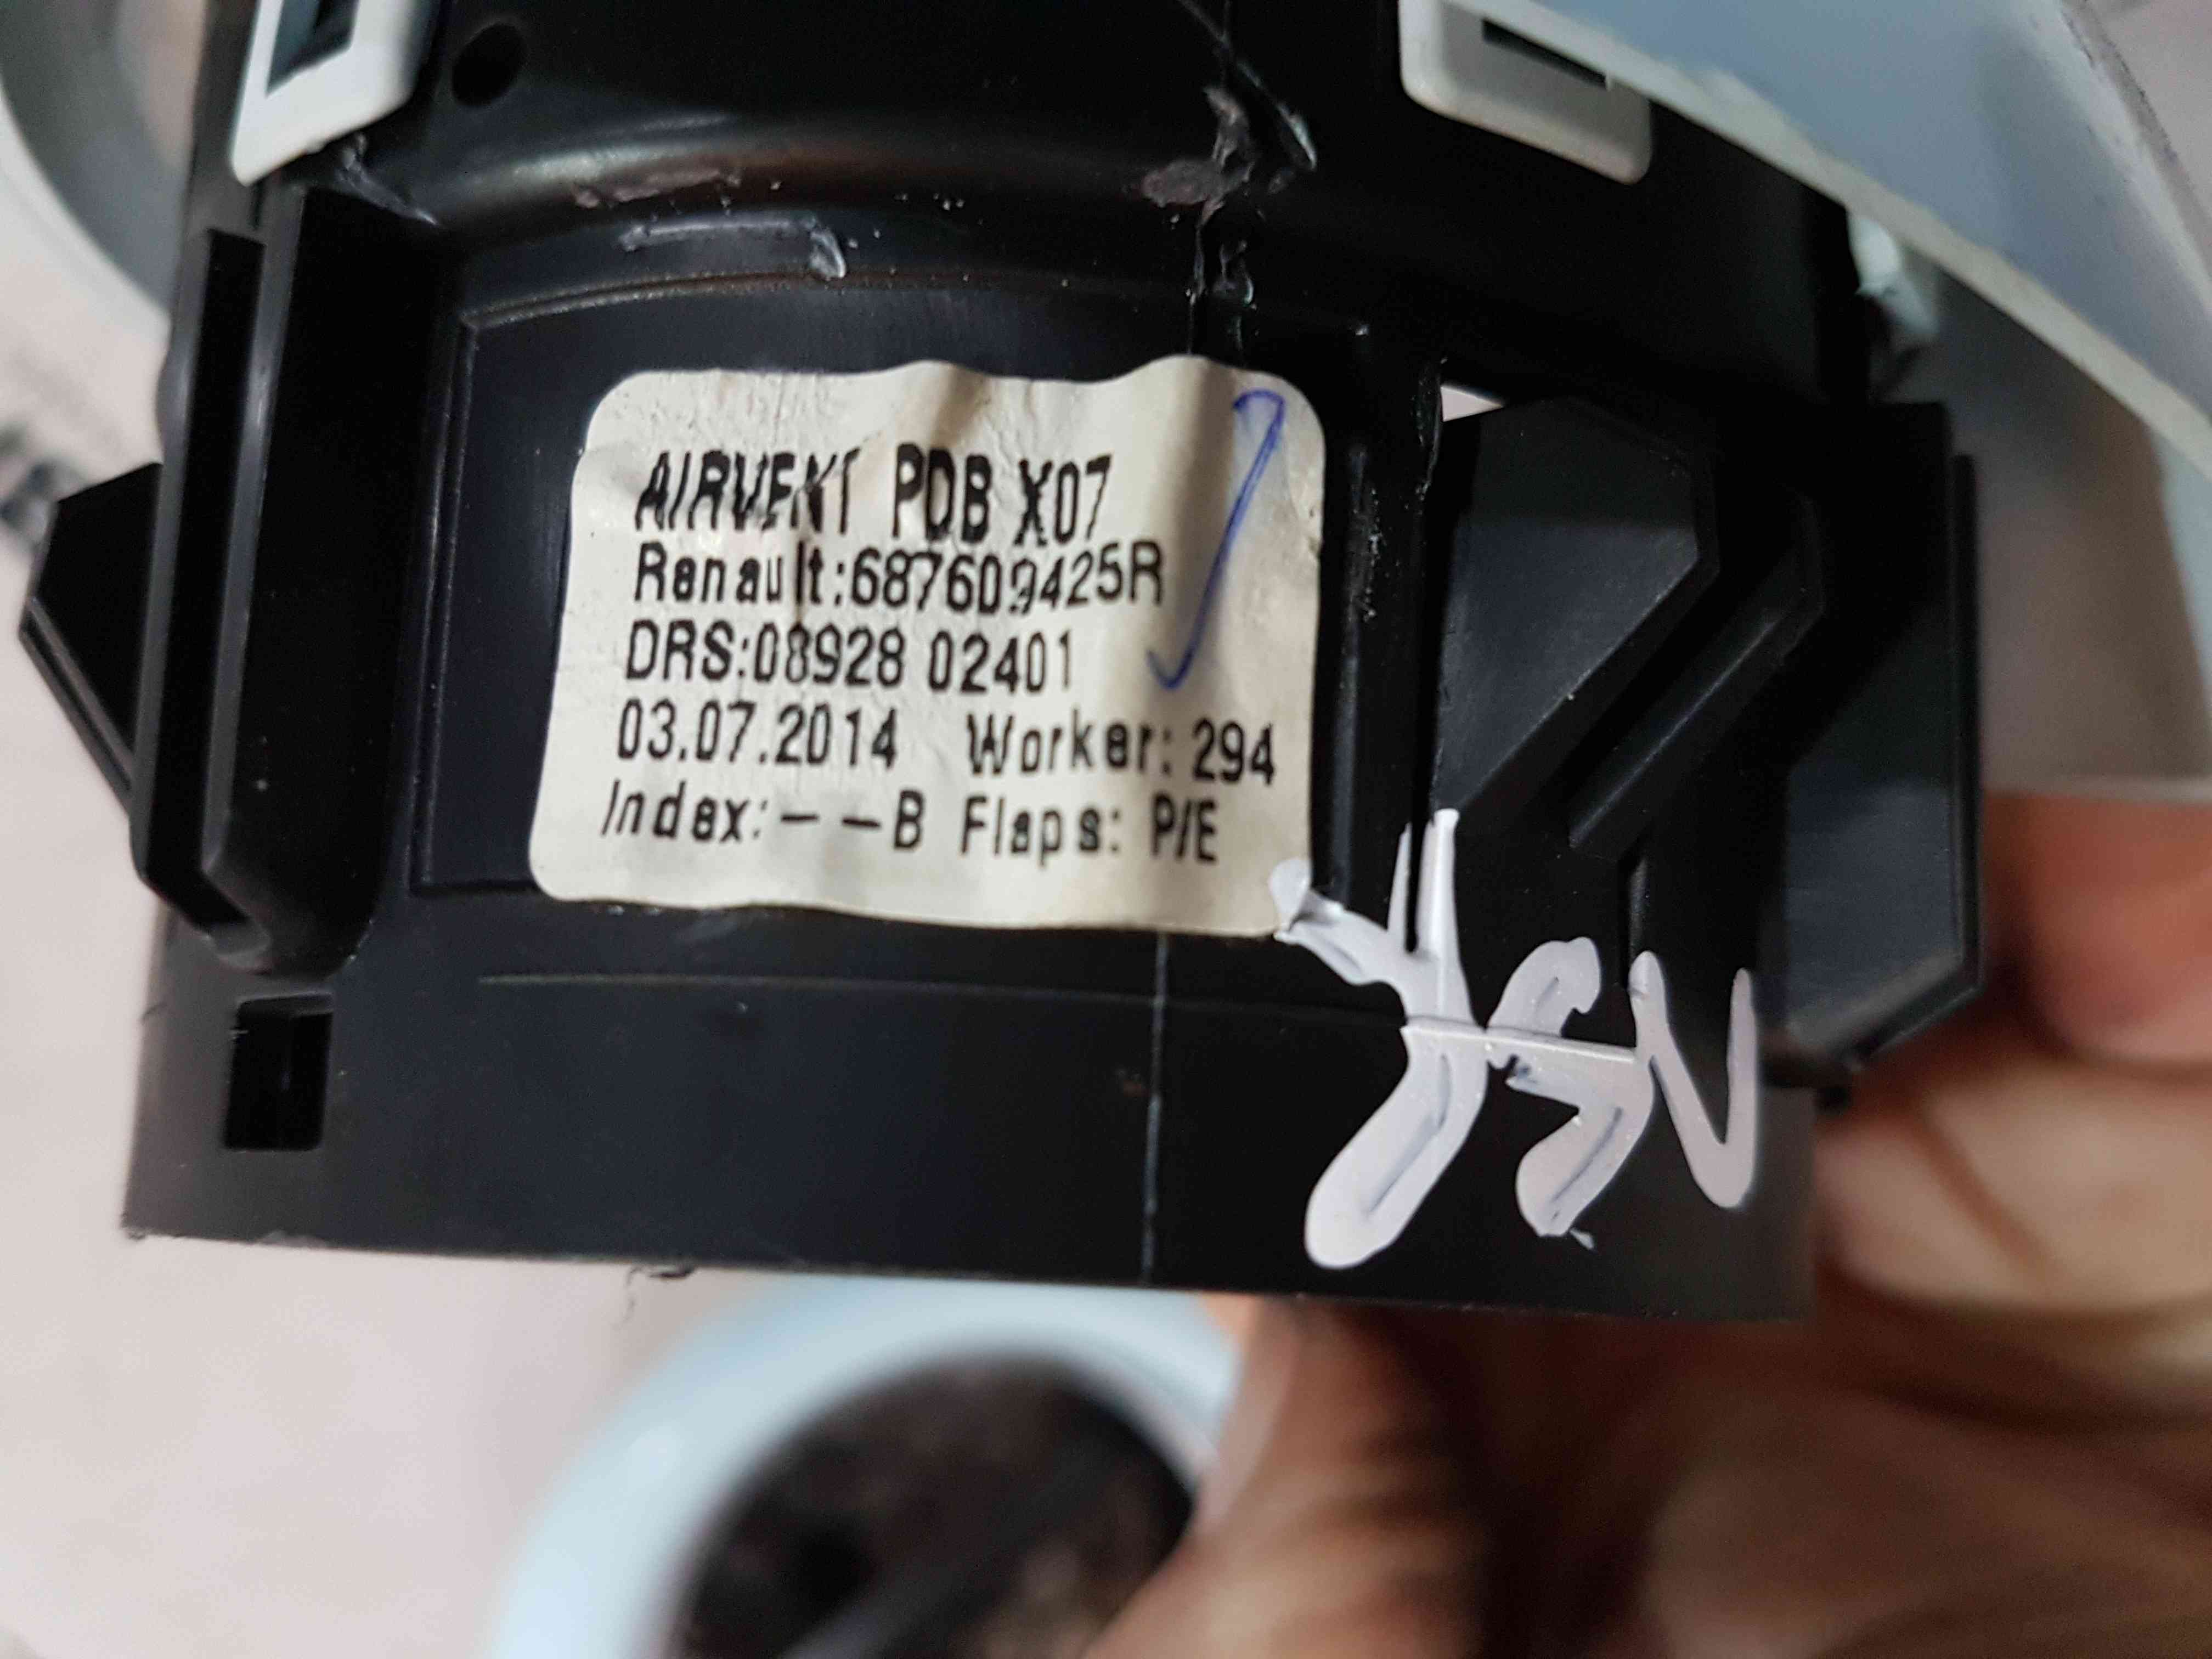 AIRVENT PDB X07
Renault:687609425R
DRS:08928 02401
03.07.2014 Worker: 294
Index:--B Flaps: P/E